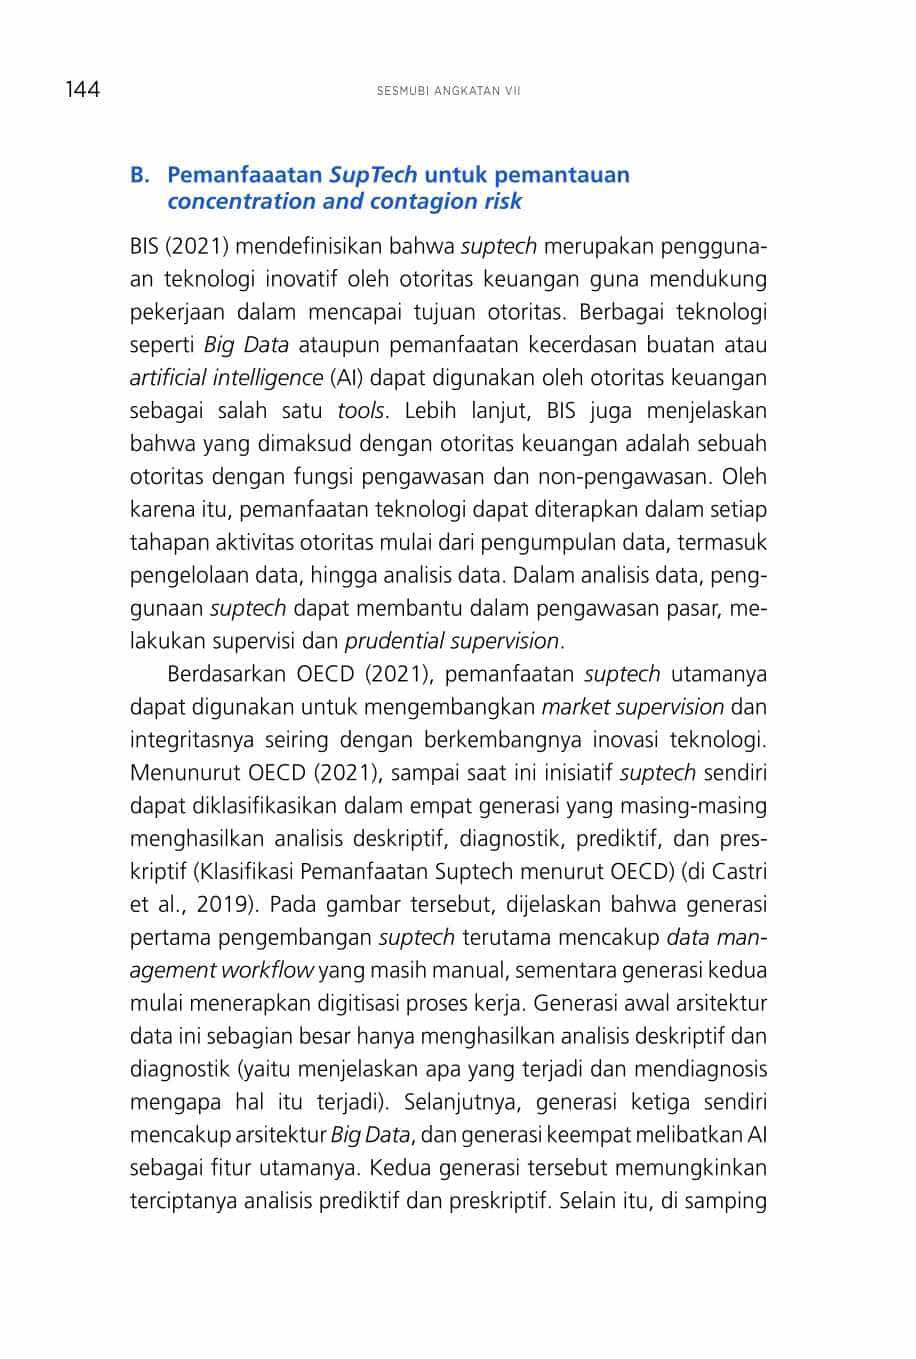 144
SESMUBI ANGKATAN VII
B. Pemanfaaatan SupTech untuk pemantauan
concentration and contagion risk
BIS (2021) mendefinisikan bahwa suptech merupakan pengguna-
an teknologi inovatif oleh otoritas keuangan guna mendukung
pekerjaan dalam mencapai tujuan otoritas. Berbagai teknologi
seperti Big Data ataupun pemanfaatan kecerdasan buatan atau
artificial intelligence (AI) dapat digunakan oleh otoritas keuangan
sebagai salah satu tools. Lebih lanjut, BIS juga menjelaskan
bahwa yang dimaksud dengan otoritas keuangan adalah sebuah
otoritas dengan fungsi pengawasan dan non-pengawasan. Oleh
karena itu, pemanfaatan teknologi dapat diterapkan dalam setiap
tahapan aktivitas otoritas mulai dari pengumpulan data, termasuk
pengelolaan data, hingga analisis data. Dalam analisis data, peng-
gunaan suptech dapat membantu dalam pengawasan pasar, me-
lakukan supervisi dan prudential supervision.
Berdasarkan OECD (2021), pemanfaatan suptech utamanya
dapat digunakan untuk mengembangkan market supervision dan
integritasnya seiring dengan berkembangnya inovasi teknologi.
Menunurut OECD (2021), sampai saat ini inisiatif suptech sendiri
dapat diklasifikasikan dalam empat generasi yang masing-masing
menghasilkan analisis deskriptif, diagnostik, prediktif, dan pres-
kriptif (Klasifikasi Pemanfaatan Suptech menurut OECD) (di Castri
et al., 2019). Pada gambar tersebut, dijelaskan bahwa generasi
pertama pengembangan suptech terutama mencakup data man-
agement workflow yang masih manual, sementara generasi kedua
mulai menerapkan digitisasi proses kerja. Generasi awal arsitektur
data ini sebagian besar hanya menghasilkan analisis deskriptif dan
diagnostik (yaitu menjelaskan apa yang terjadi dan mendiagnosis
mengapa hal itu terjadi). Selanjutnya, generasi ketiga sendiri
mencakup arsitektur Big Data, dan generasi keempat melibatkan AI
sebagai fitur utamanya. Kedua generasi tersebut memungkinkan
terciptanya analisis prediktif dan preskriptif. Selain itu, di samping